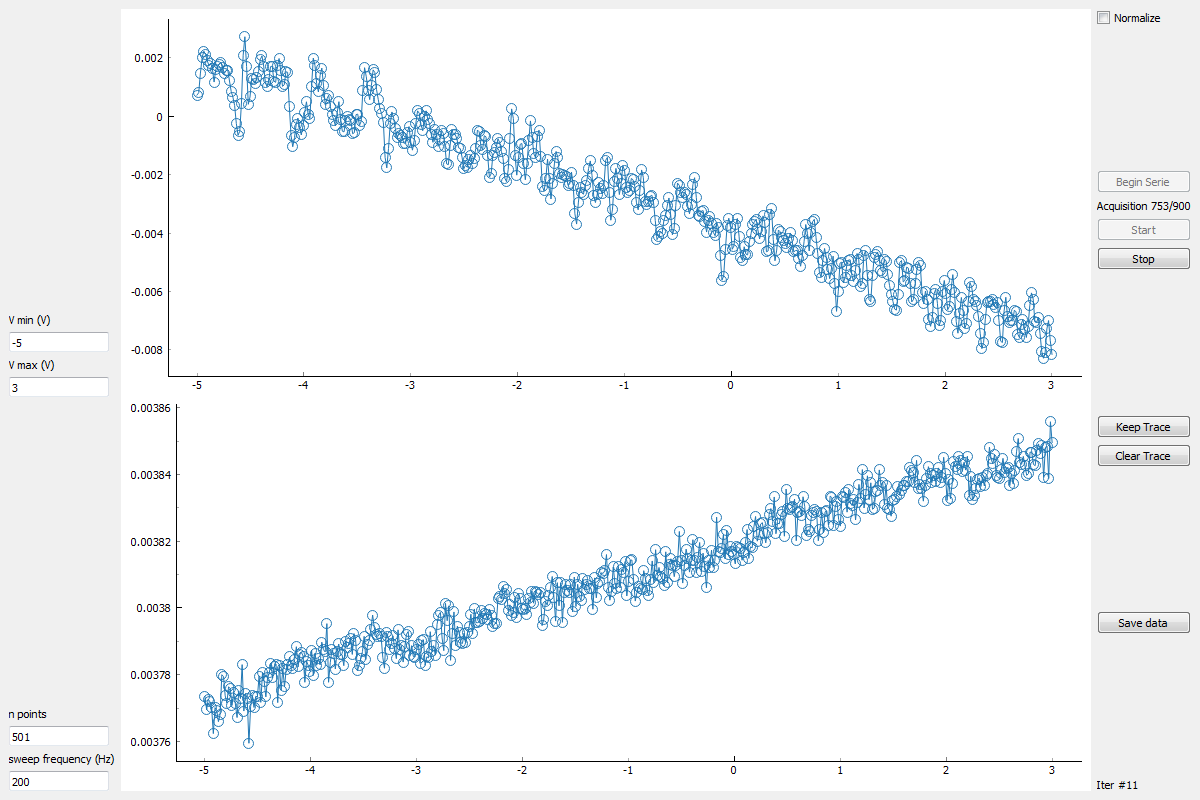 Normalize
0.002
0
-0.002
-0.004
-0.006
-0.008
-5 -4 -3 -2 -1 0 1 2 3
Begin Serie
Acquisition 753/900
Start
Stop
V min (V)
-5
V max (V)
3
0.00386
0.00384
0.00382
0.0038
0.00378
0.00376
-5 -4 -3 -2 -1 0 1 2 3
Keep Trace
Clear Trace
Save data
n points
501
sweep frequency (Hz)
200
Iter #11